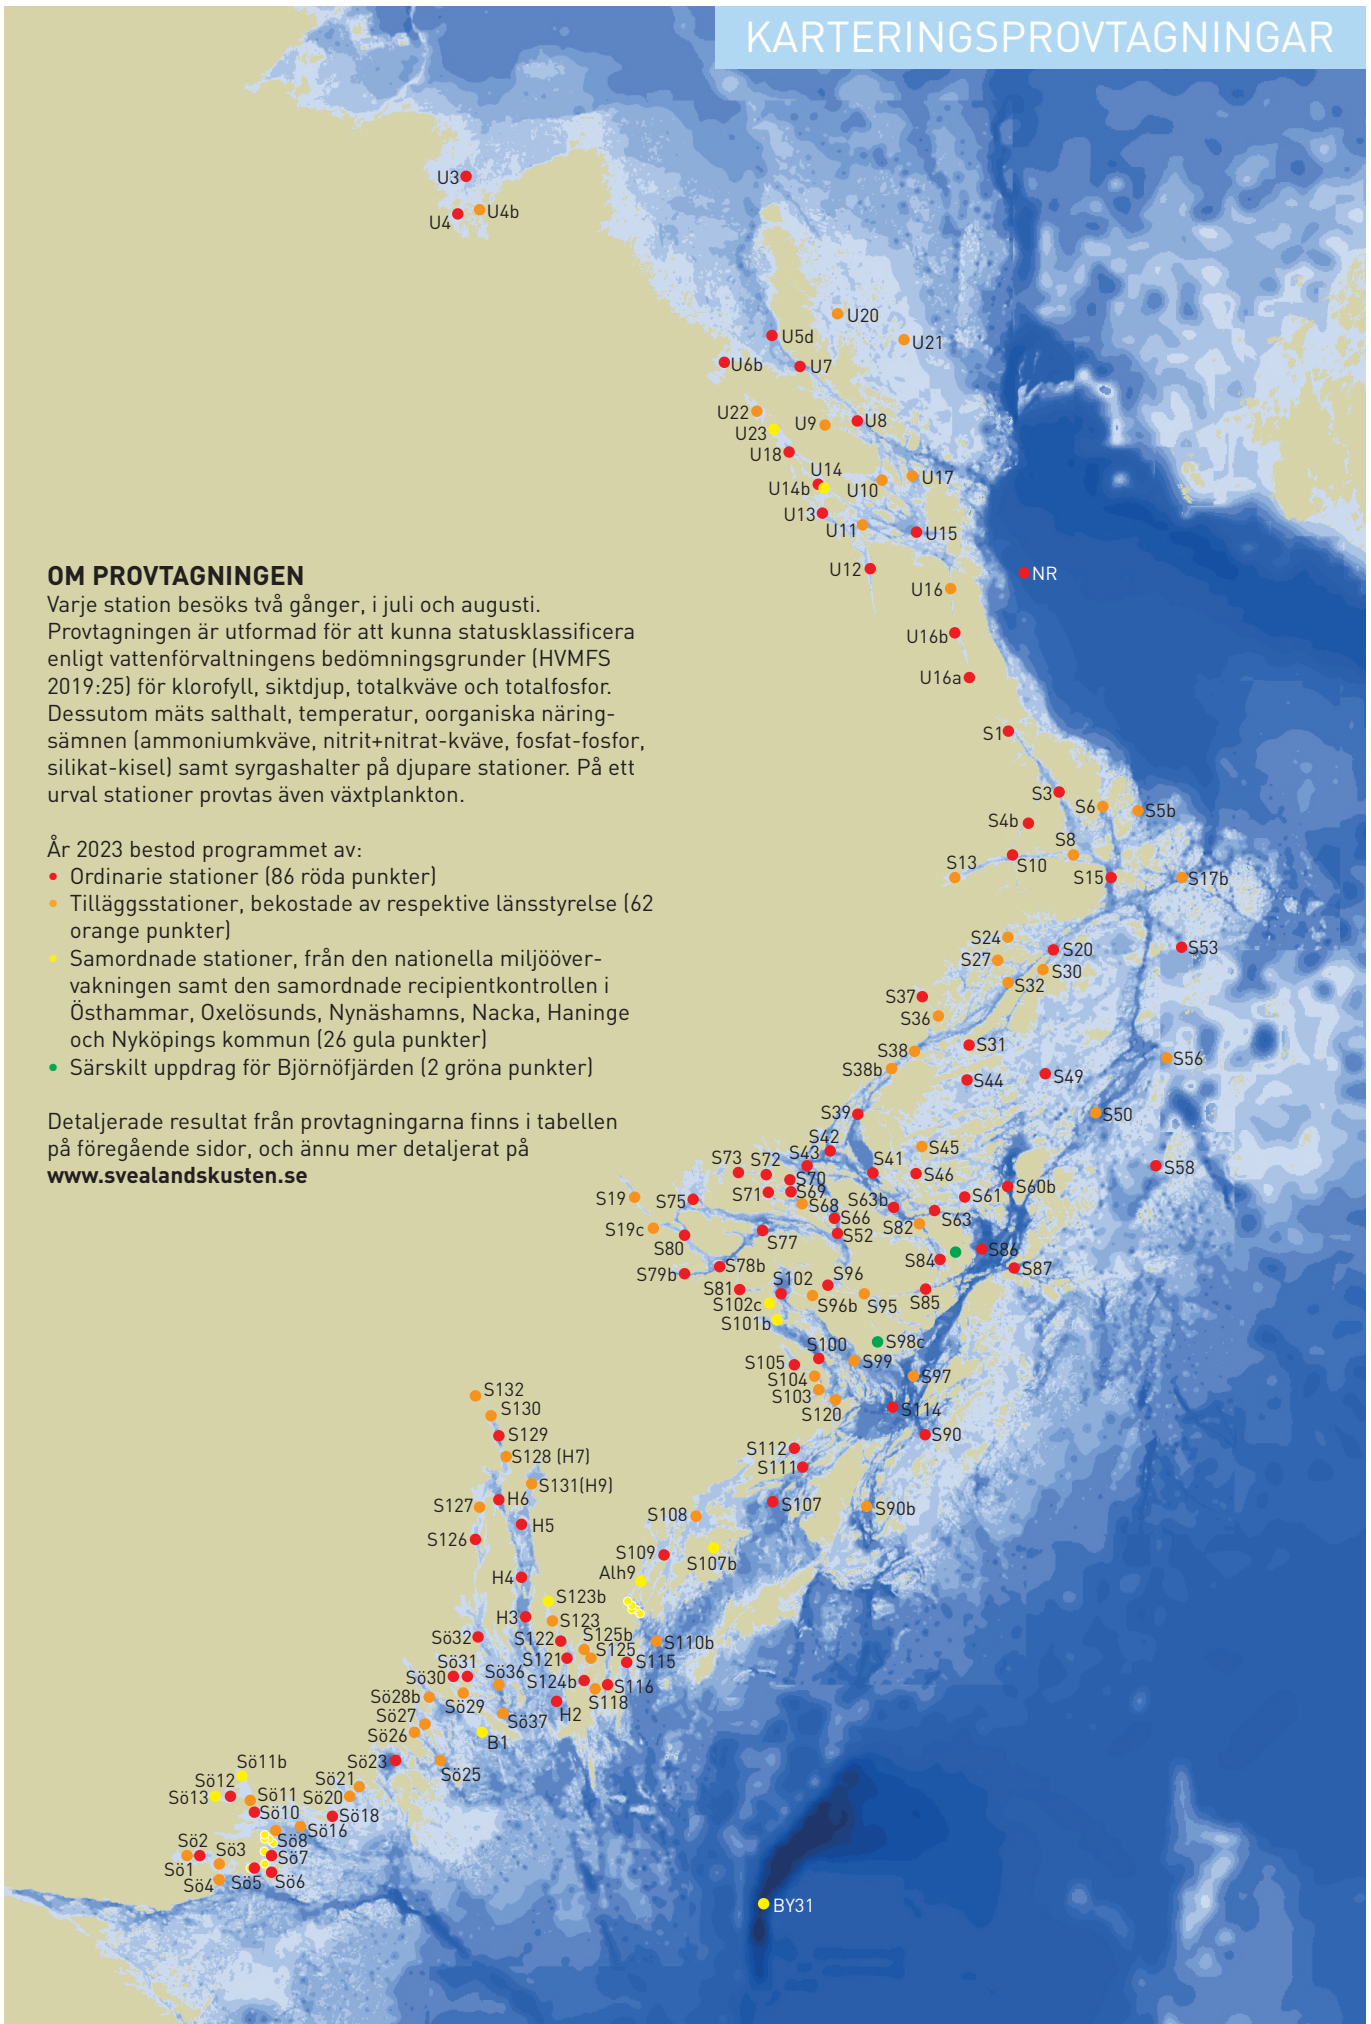 KARTERINGSPROVTAGNINGAR
U3
U4
U4b
U20
U21
U5d
U6b
U7
U22
U23
U9
U8
U18
U14
U14b
U10
U17
U13
U11
U15
U12
U16
NR
U16b
U16a
OM PROVTAGNINGEN
Varje station besöks två gånger, i juli och augusti.
Provtagningen är utformad för att kunna statusklassificera
enligt vattenförvaltningens bedömningsgrunder (HVMFS
2019:25) för klorofyll, siktdjup, totalkväve och totalfosfor.
Dessutom mäts salthalt, temperatur, oorganiska näring-
sämnen (ammoniumkväve, nitrit+nitrat-kväve, fosfat-fosfor,
silikat-kisel) samt syrgashalter på djupare stationer. På ett
urval stationer provtas även växtplankton.
År 2023 bestod programmet av:
• Ordinarie stationer (86 röda punkter)
• Tilläggsstationer, bekostade av respektive länsstyrelse (62
orange punkter)
• Samordnade stationer, från den nationella miljööver-
vakningen samt den samordnade recipientkontrollen i
Östhammar, Oxelösunds, Nynäshamns, Nacka, Haninge
och Nyköpings kommun (26 gula punkter)
• Särskilt uppdrag för Björnöfjärden (2 gröna punkter)
Detaljerade resultat från provtagningarna finns i tabellen
på föregående sidor, och ännu mer detaljerat på
www.svealandskusten.se
S1
S3
S6
S5b
S4b
S8
S13
S10
S15
S17b
S24
S20
S53
S27
S30
S32
S37
S36
S31
S38
S56
S38b
S44
S49
S39
S50
S42
S45
S43
S73
S72
S41
S46
S58
S70
S71
S69
S19
S75
S68
S63b
S61
S60b
S66
S82
S63
S19c
S80
S77
S52
S84
S86
S79b
S78b
S87
S81
S102
S96
S102c
S96b
S95
S85
S101b
S98c
S100
S105
S99
S104
S97
S103
S120
S114
S90
S132
S130
S129
S112
S128 (H7)
S111
S131(H9)
S127
H6
S107
S90b
S108
H5
S126
S109
S107b
H4
Alh9
S123b
H3
S123
Sö32
S122
S125b
S110b
S125
S121
S115
Sö31
Sö30
Sö36
S124b
S116
Sö28b
Sö29
S118
H2
Sö27
Sö37
Sö26
B1
Sö23
Sö25
Sö11b
Sö12
Sö21
Sö13
Sö11
Sö20
Sö10
Sö18
Sö16
Sö8
Sö2
Sö3
Sö7
Sö1
Sö4
Sö5
Sö6
BY31